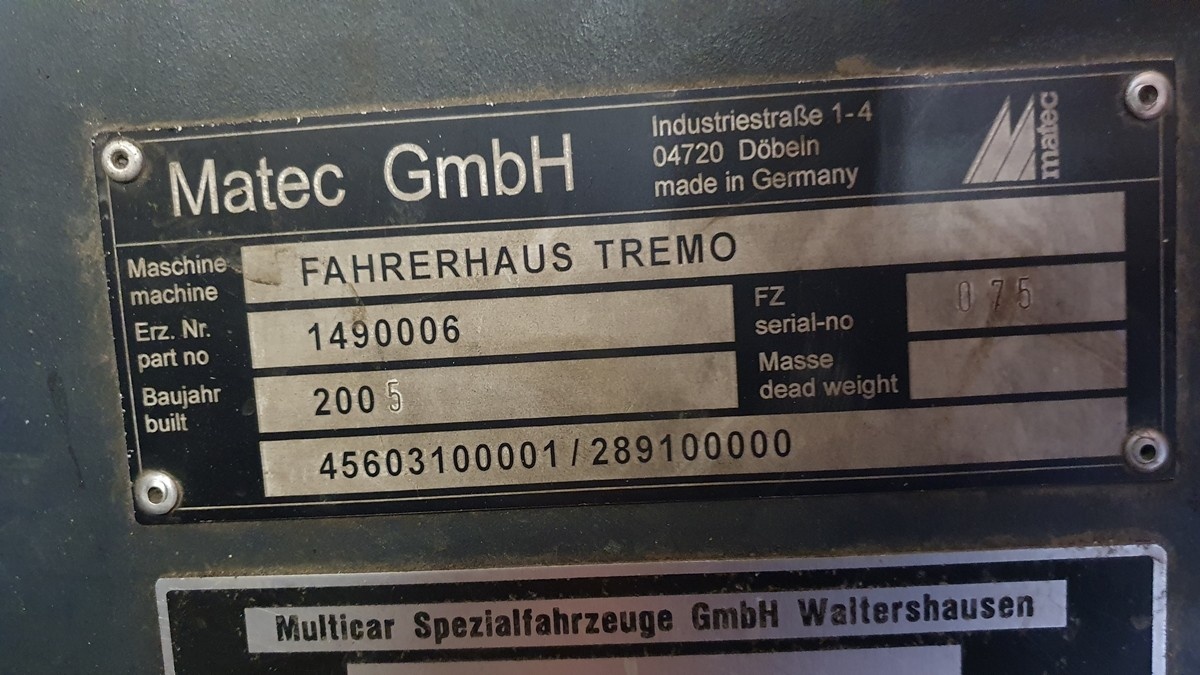 Matec GmbH
Industriestraße 1-4
04720 Döbeln
made in Germany
matec
Maschine
machine
FAHRERHAUS TREMO
Erz. Nr.
part no
1490006
FZ
serial-no
075
Baujahr
built
2005
Masse
dead weight
45603100001/289100000
Multicar Spezialfahrzeuge GmbH Waltershausen